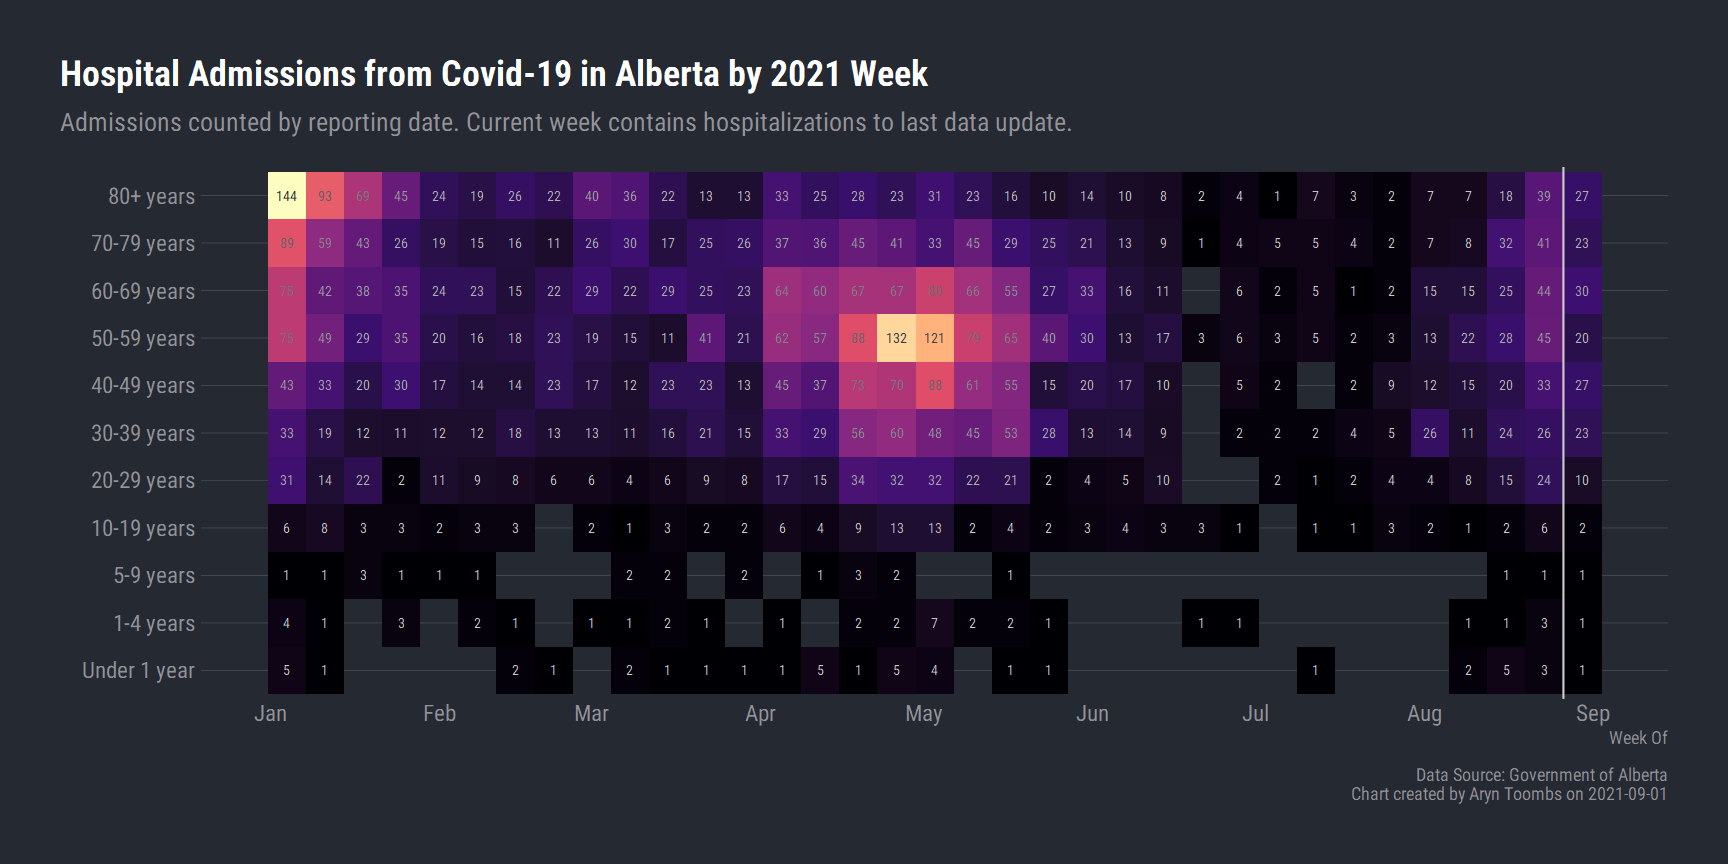 Hospital Admissions from Covid-19 in Alberta by 2021 Week
Admissions counted by reporting date. Current week contains hospitalizations to last data update.
80+ years 144 93 69 45 24 19 26 22 40 36 22 13 13 33 25 28 23 31 23 16 10 14 10 8 2 4 1 7 3 2 7 7 18 39 27
70-79 years 89 59 43 26 19 15 16 11 26 30 17 25 26 37 36 45 41 33 45 29 25 21 13 9 1 4 5 5 4 2 7 8 32 41 23
60-69 years 75 42 38 35 24 23 15 22 29 22 29 25 23 64 60 67 67 80 66 55 27 33 16 11 6 2 5 1 2 15 15 25 44 30
50-59 years 75 49 29 35 20 16 18 23 19 15 11 41 21 62 57 88 132 121 79 65 40 30 13 17 3 6 3 5 2 3 13 22 28 45 20
40-49 years 43 33 20 30 17 14 14 23 17 12 23 23 13 45 37 73 70 88 61 55 15 20 17 10 5 2 2 9 12 15 20 33 27
30-39 years 33 19 12 11 12 12 18 13 13 11 16 21 15 33 29 56 60 48 45 53 28 13 14 9 2 2 2 4 5 26 11 24 26 23
20-29 years 31 14 22 2 11 9 8 6 6 4 6 9 8 17 15 34 32 32 22 21 2 4 5 10 2 1 2 4 4 8 15 24 10
10-19 years 6 8 3 3 2 3 3 2 1 3 2 2 6 4 9 13 13 2 4 2 3 4 3 3 1 1 1 3 2 1 2 6 2
5-9 years 1 1 3 1 1 1 2 2 2 1 3 2 1 1 1 1
1-4 years 4 1 3 2 1 1 1 2 1 1 2 2 7 2 2 1 1 1 1 1 3 1
Under 1 year 5 1 2 1 2 1 1 1 1 5 1 5 4 1 1 1 2 5 3 1
Jan Feb Mar Apr May Jun Jul Aug Sep
Week Of
Data Source: Government of Alberta
Chart created by Aryn Toombs on 2021-09-01